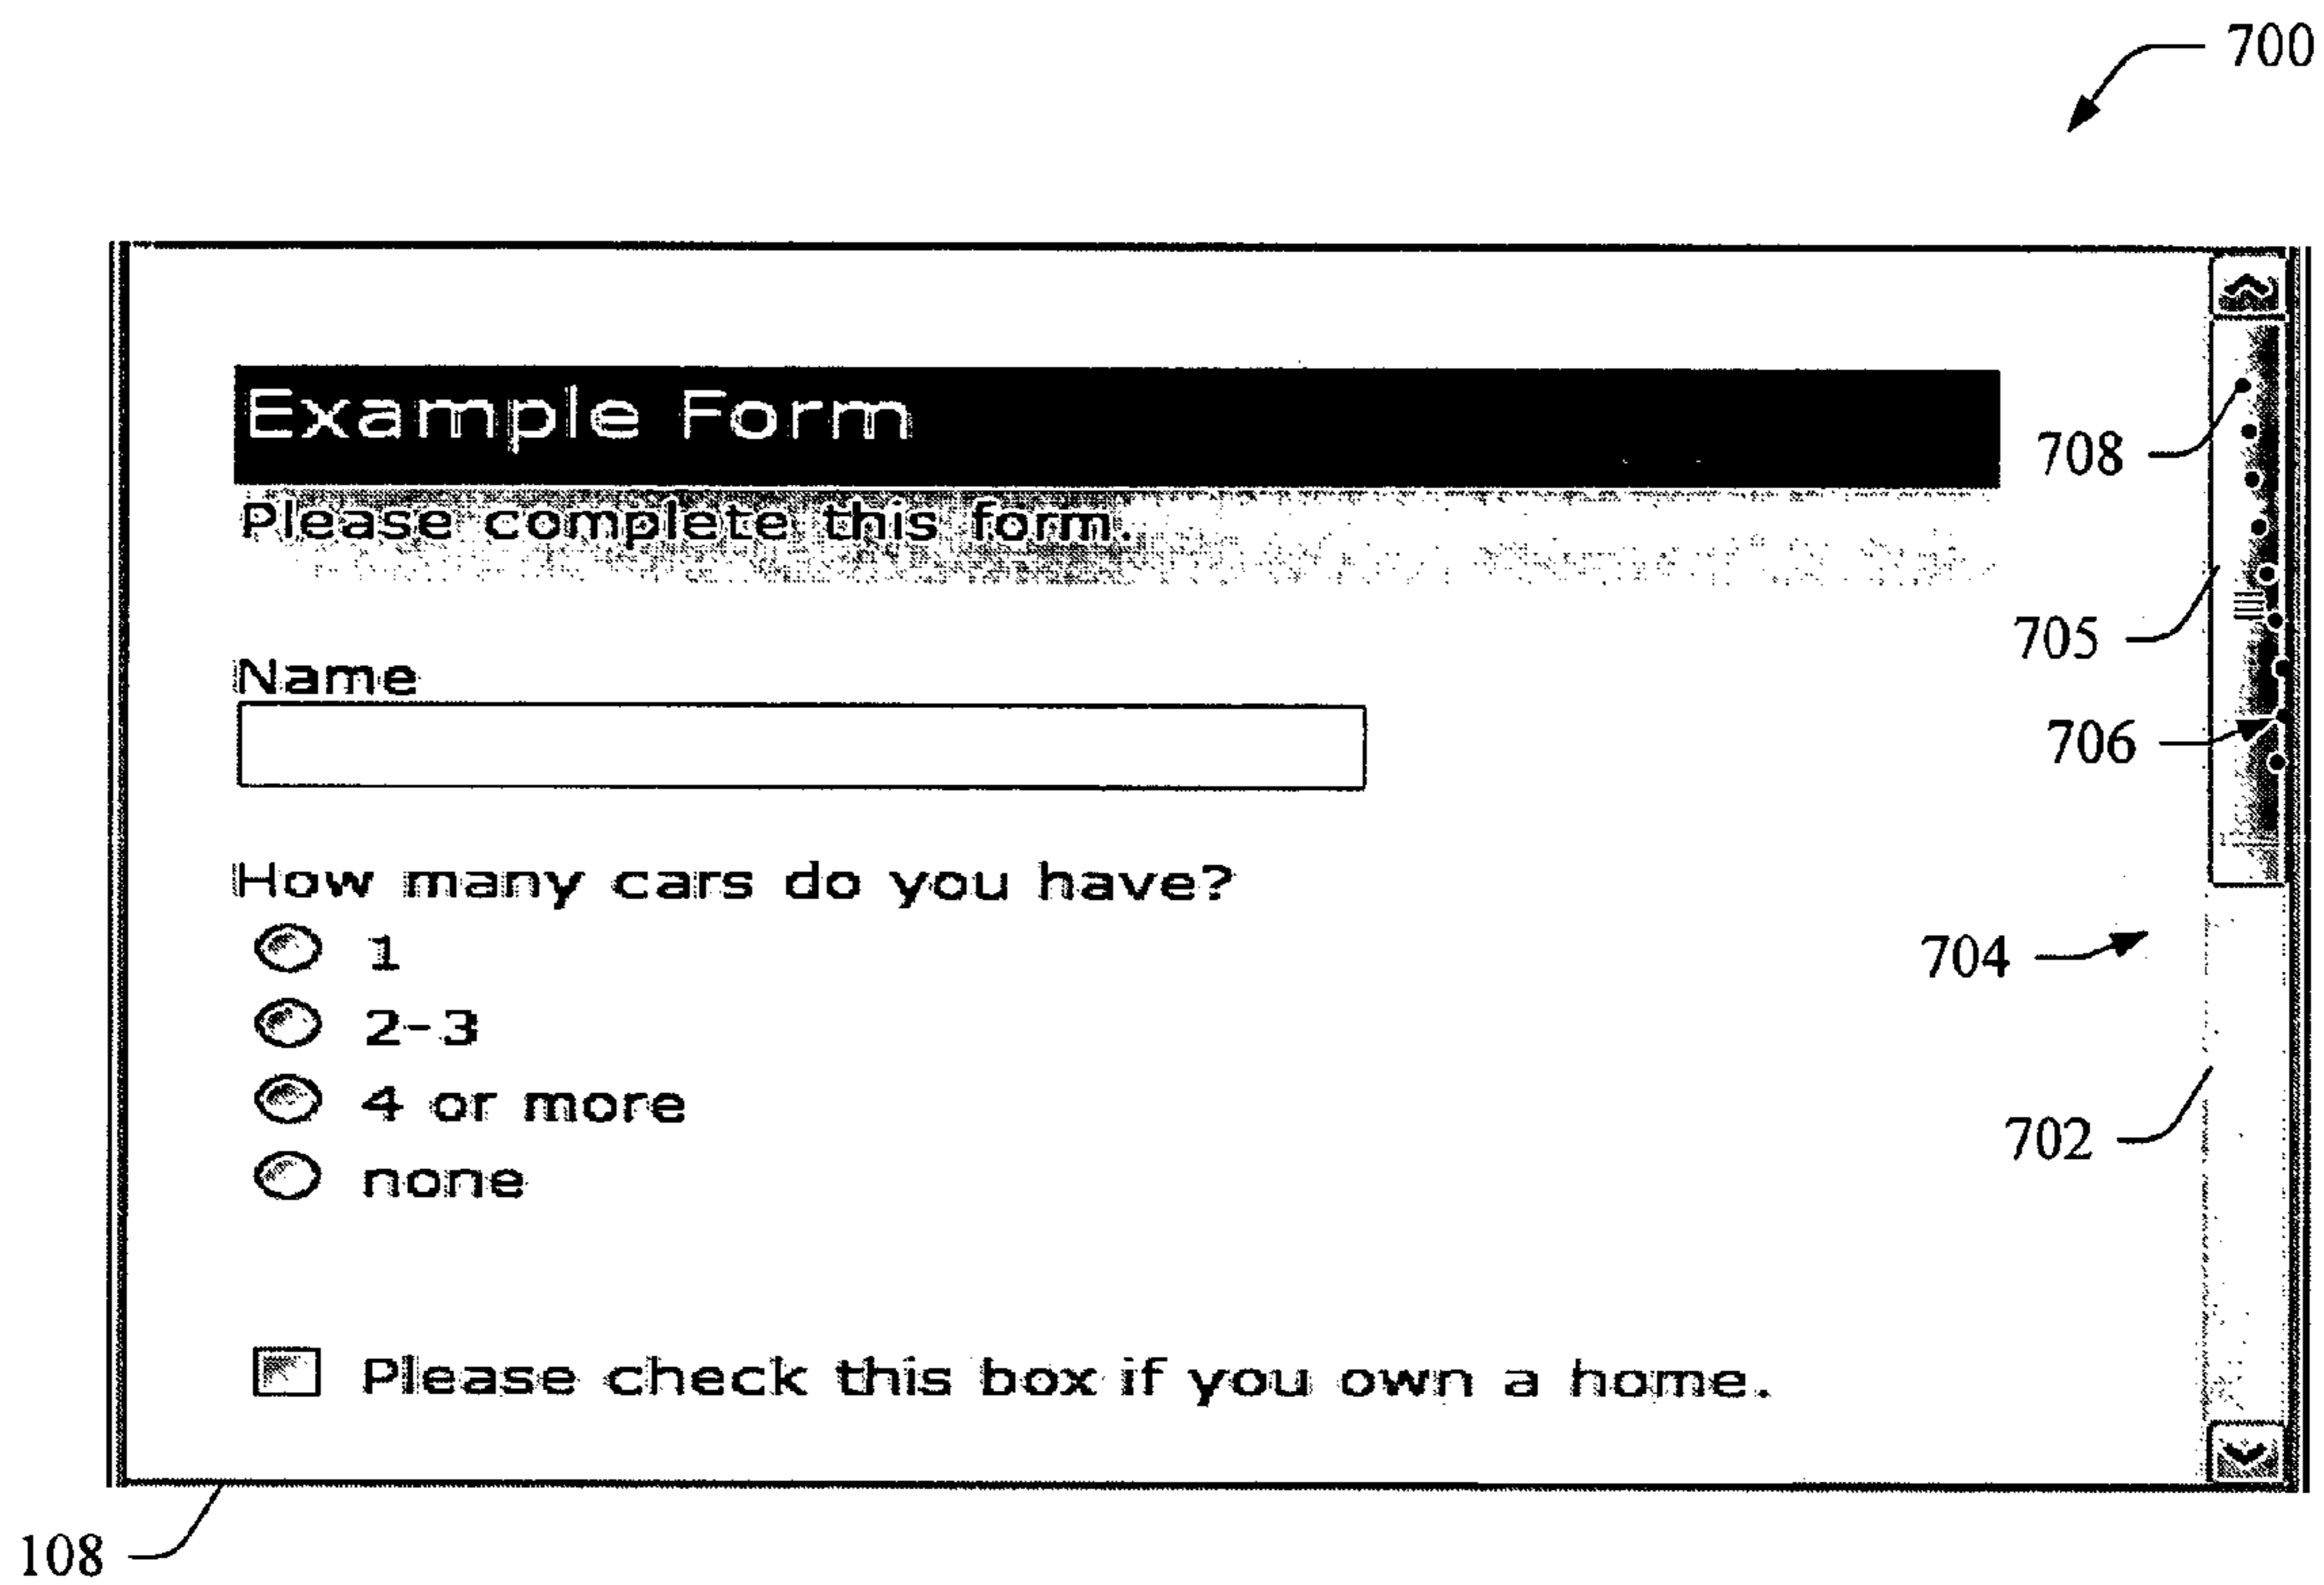 700
Example Form
708
Please complete this form.
705
Name
706
How many cars do you have?
1
704
2-3
4 or more
702
none
Please check this box if you own a home.
108